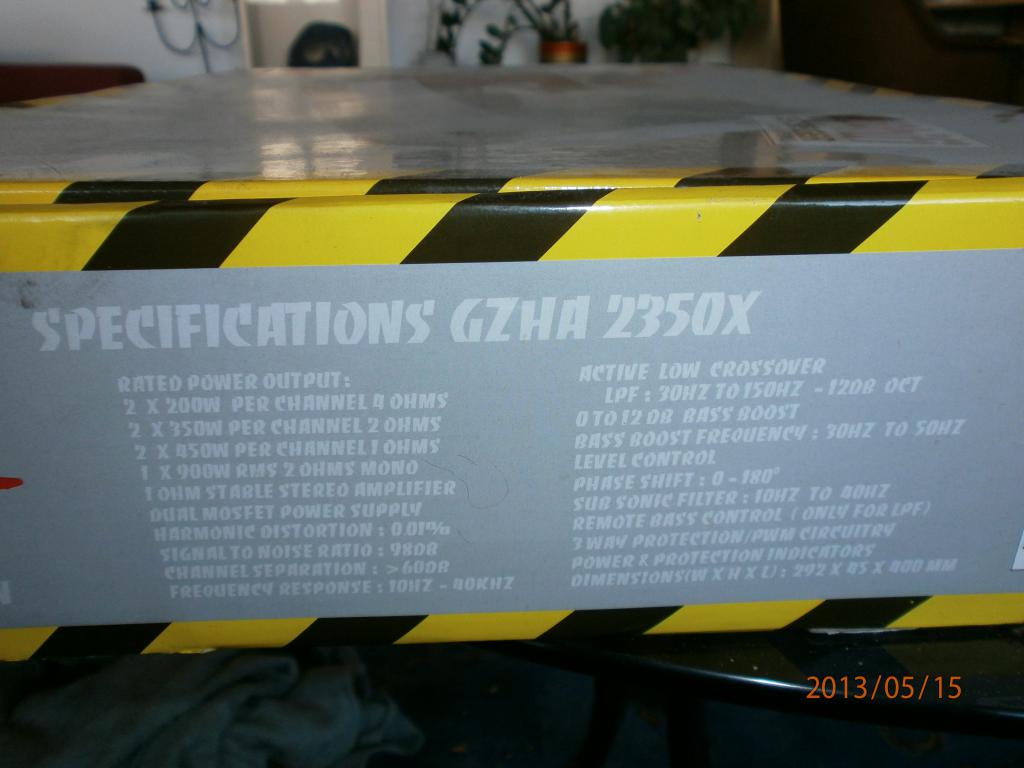 SPECIFICATIONS GZHA 2350X
RATED POWER OUTPUT:
2 X 200W PER CHANNEL 4 OHMS
2 X 350W PER CHANNEL 2 OHMS
2 X 450W PER CHANNEL 1 OHMS
1 X 900W RMS 2 OHMS MONO
1 OHM STABLE STEREO AMPLIFIER
DUAL MOSFET POWER SUPPLY
HARMONIC DISTORTION : 0.01%
SIGNAL TO NOISE RATIO : 98DB
CHANNEL SEPARATION : >60DB
FREQUENCY RESPONSE : 10HZ - 40KHZ
ACTIVE LOW CROSSOVER
LPF : 30HZ TO 150HZ - 12DB OCT
0 TO 12 DB BASS BOOST
BASS BOOST FREQUENCY : 30HZ TO 50HZ
LEVEL CONTROL
PHASE SHIFT : 0 - 180°
SUB SONIC FILTER : 10HZ TO 40HZ
REMOTE BASS CONTROL ( ONLY FOR LPF)
3 WAY PROTECTION/PWM CIRCUITRY
POWER & PROTECTION INDICATORS
DIMENSIONS(W X H X L) : 292 X 45 X 400 MM
2013/05/15